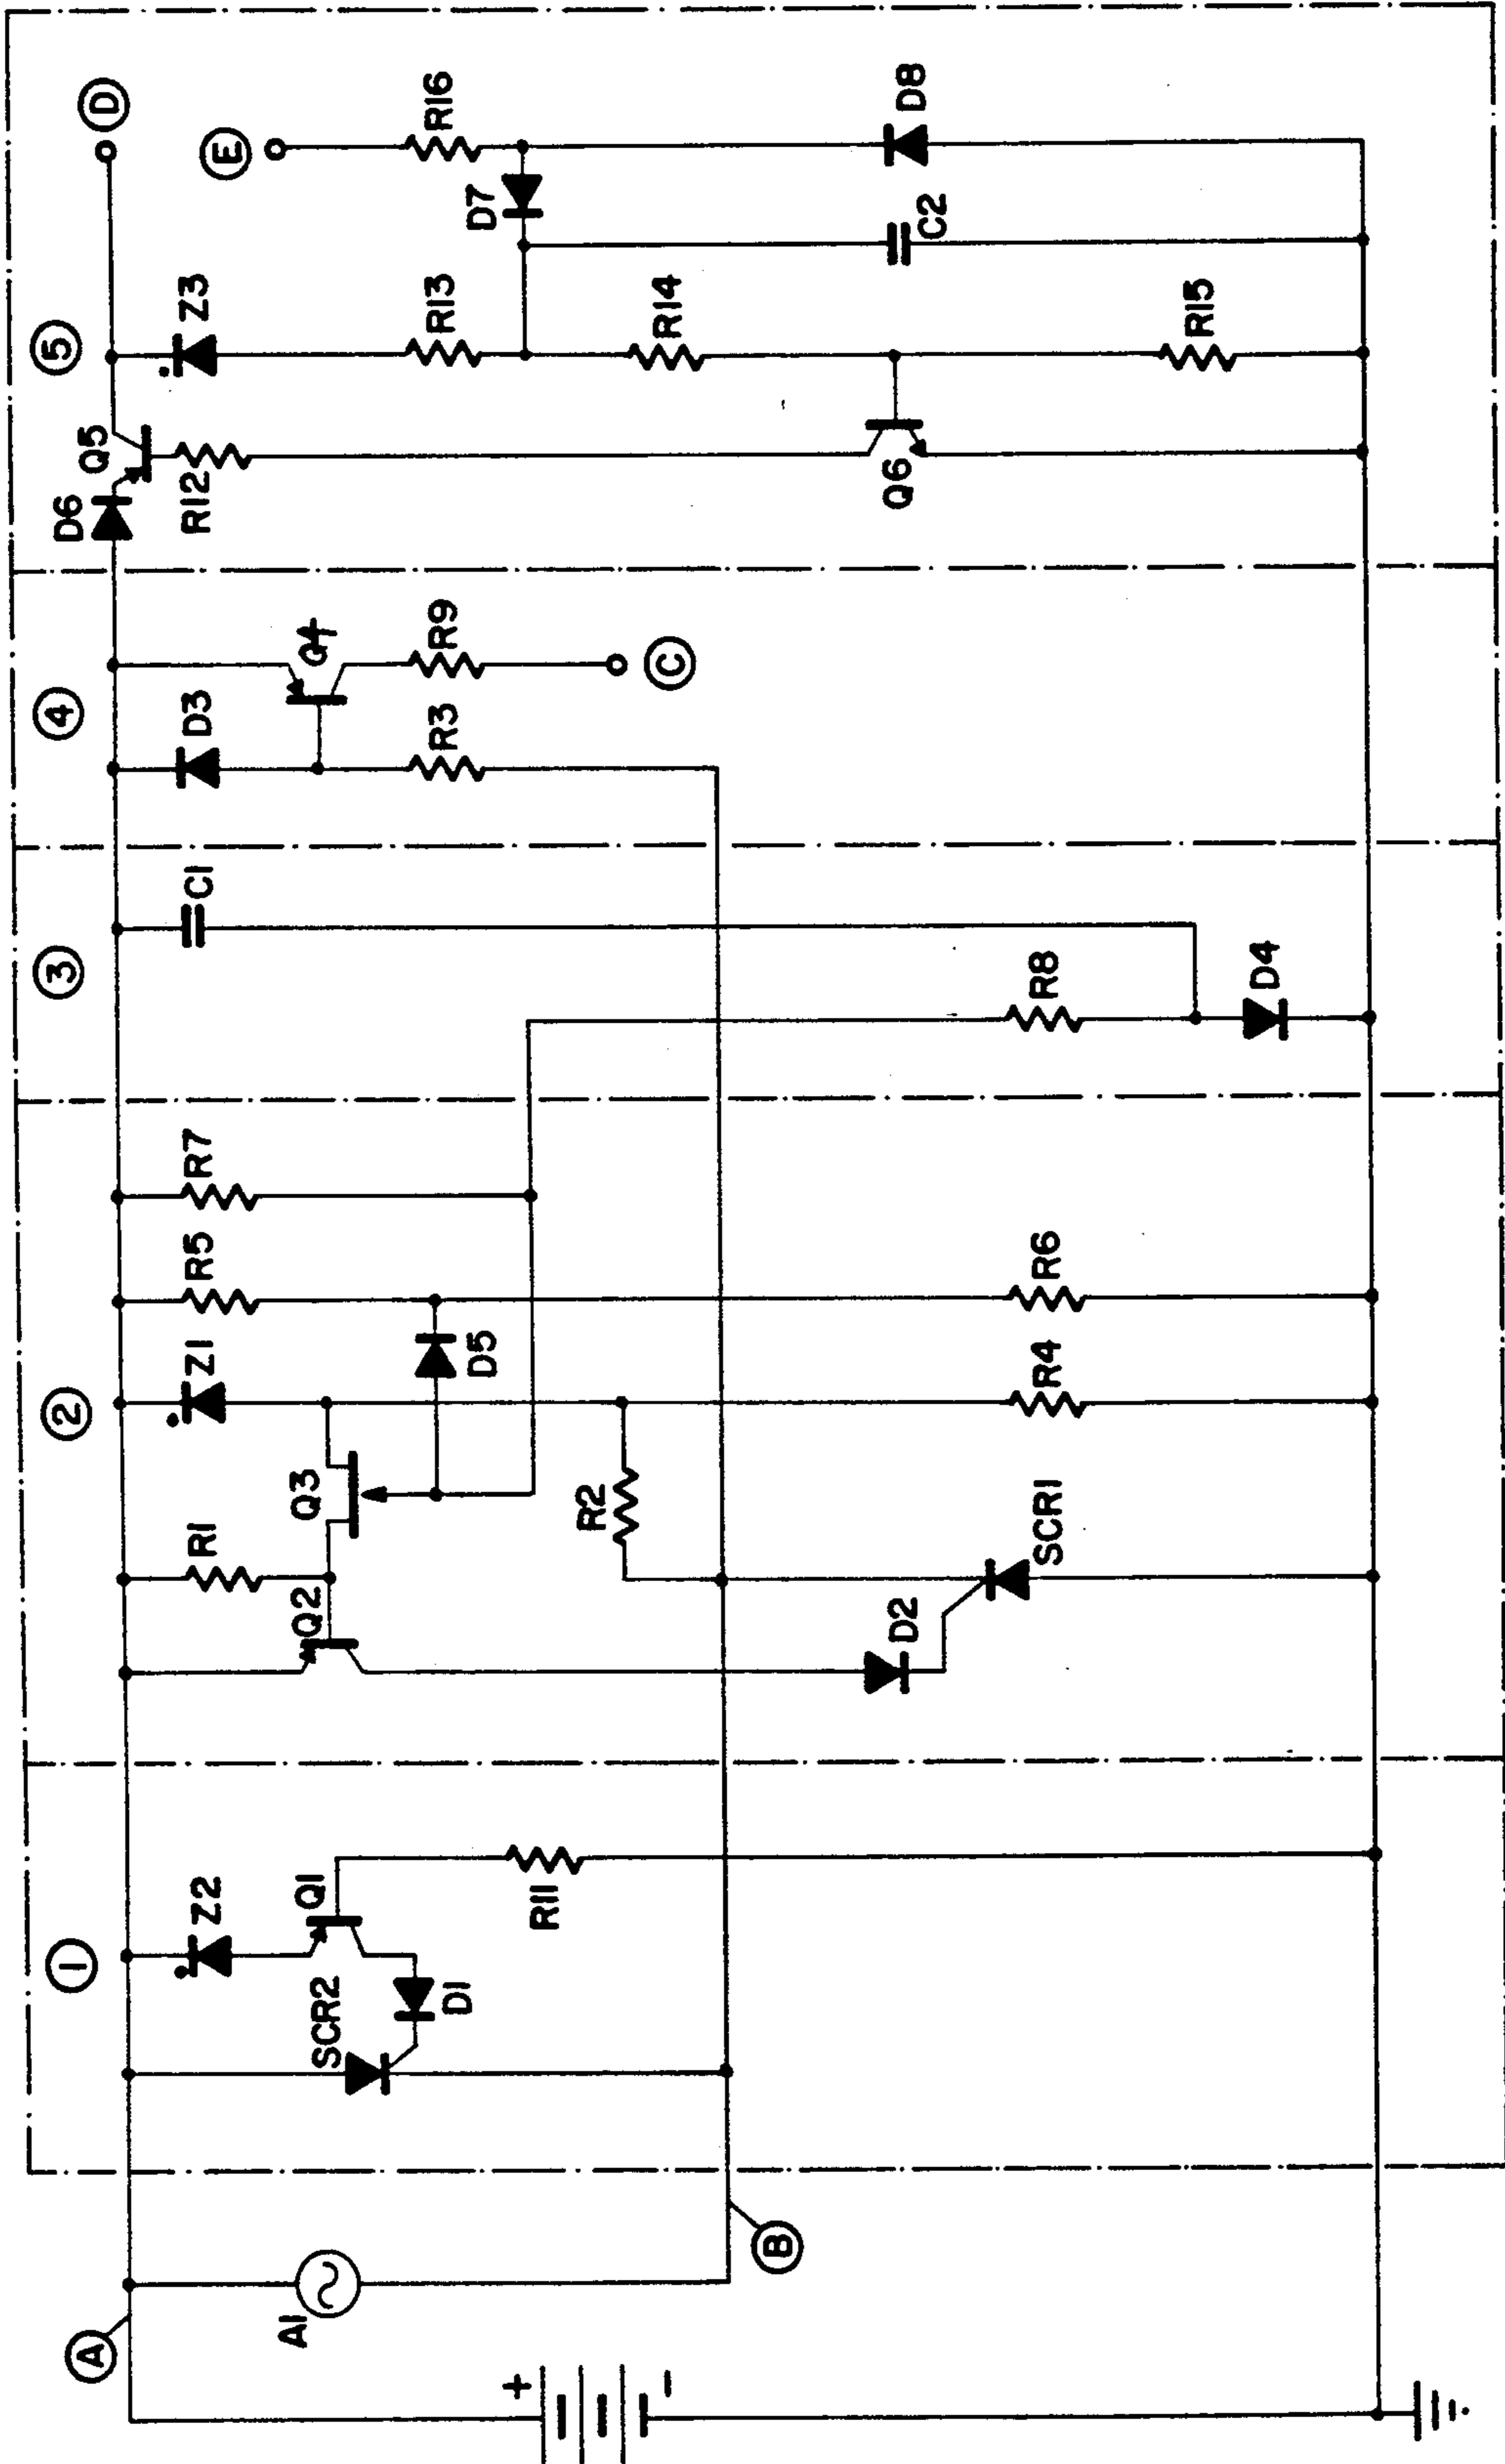 1
2
3
4
5
A
A1
B
+
-
SCR2
Z2
Q1
D1
R11
R1
Q2
Q3
Z1
R5
R7
D5
R2
D2
SCR1
R4
R6
C1
R8
D4
D3
Q4
R3
R9
C
D6
Q5
R12
Z3
D
E
R13
D7
R16
R14
Q6
C2
D8
R15